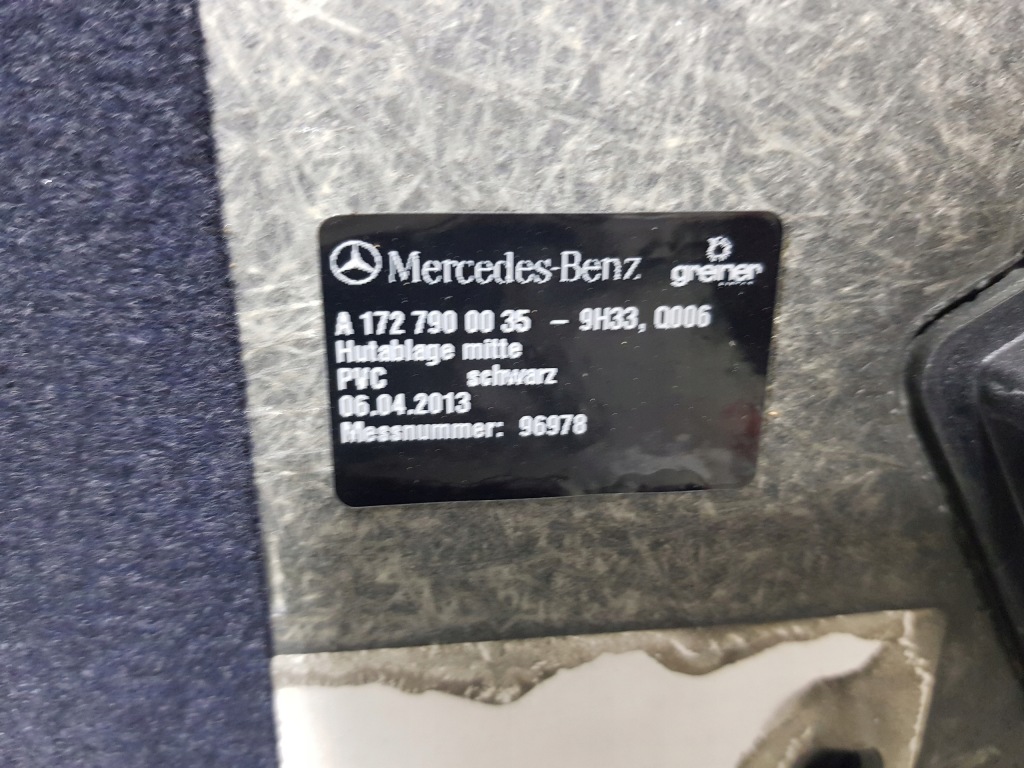 Mercedes-Benz greiner
A 172 790 00 35 – 9H33, Q006
Hutablage mitte
PVC schwarz
06.04.2013
Messnummer: 96978